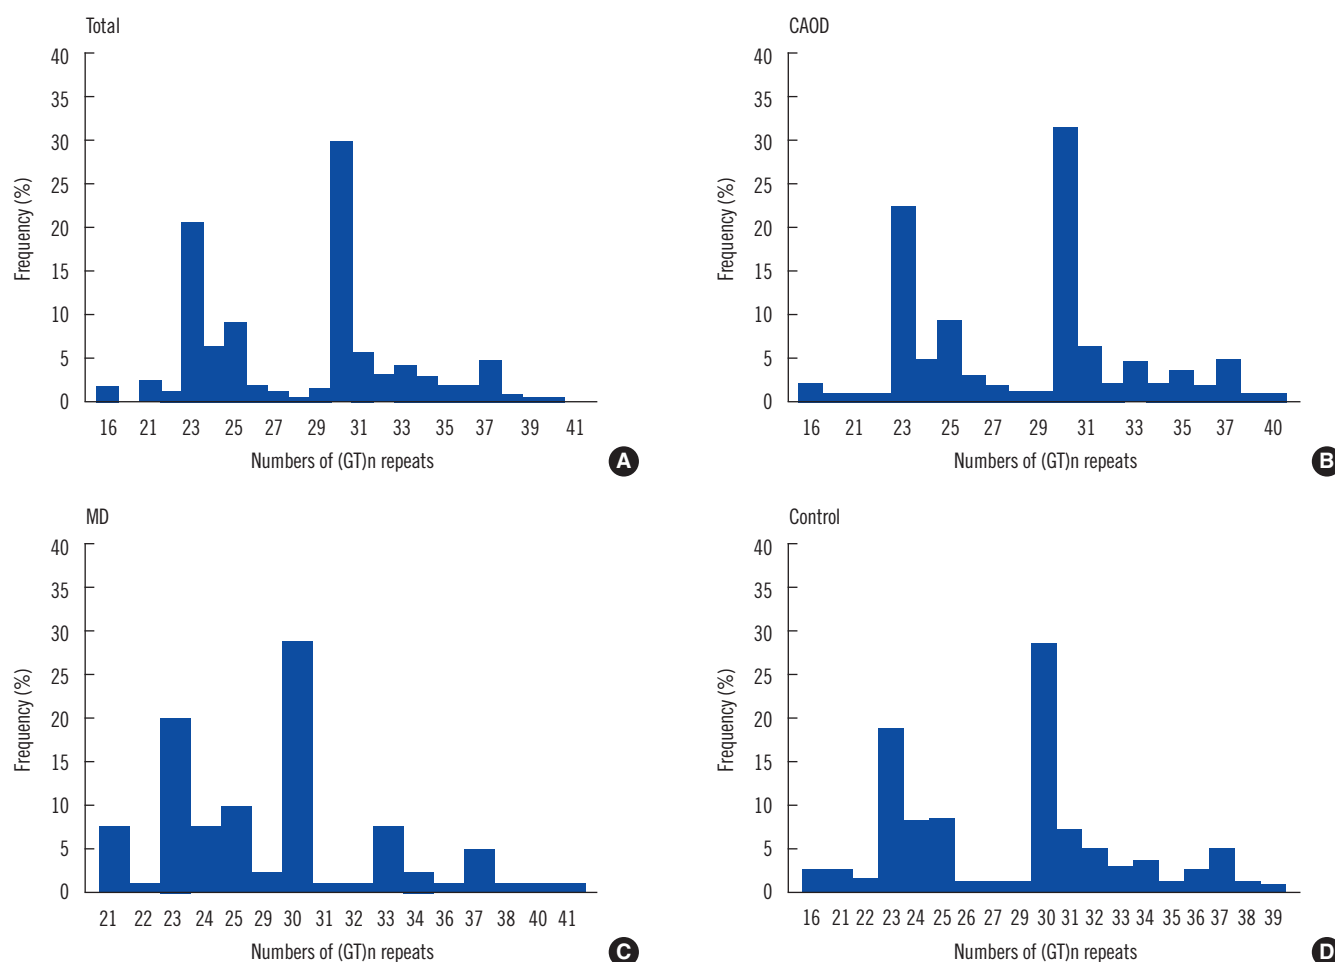 Total
40
35
30
25
20
15
10
5
0
Frequency (%)
16 21 23 25 27 29 31 33 35 37 39 41
Numbers of (GT)n repeats
A
CAOD
40
35
30
25
20
15
10
5
0
Frequency (%)
16 21 23 25 27 29 31 33 35 37 40
Numbers of (GT)n repeats
B
MD
40
35
30
25
20
15
10
5
0
Frequency (%)
21 22 23 24 25 29 30 31 32 33 34 36 37 38 40 41
Numbers of (GT)n repeats
C
Control
40
35
30
25
20
15
10
5
0
Frequency (%)
16 21 22 23 24 25 26 27 29 30 31 32 33 34 35 36 37 38 39
Numbers of (GT)n repeats
D